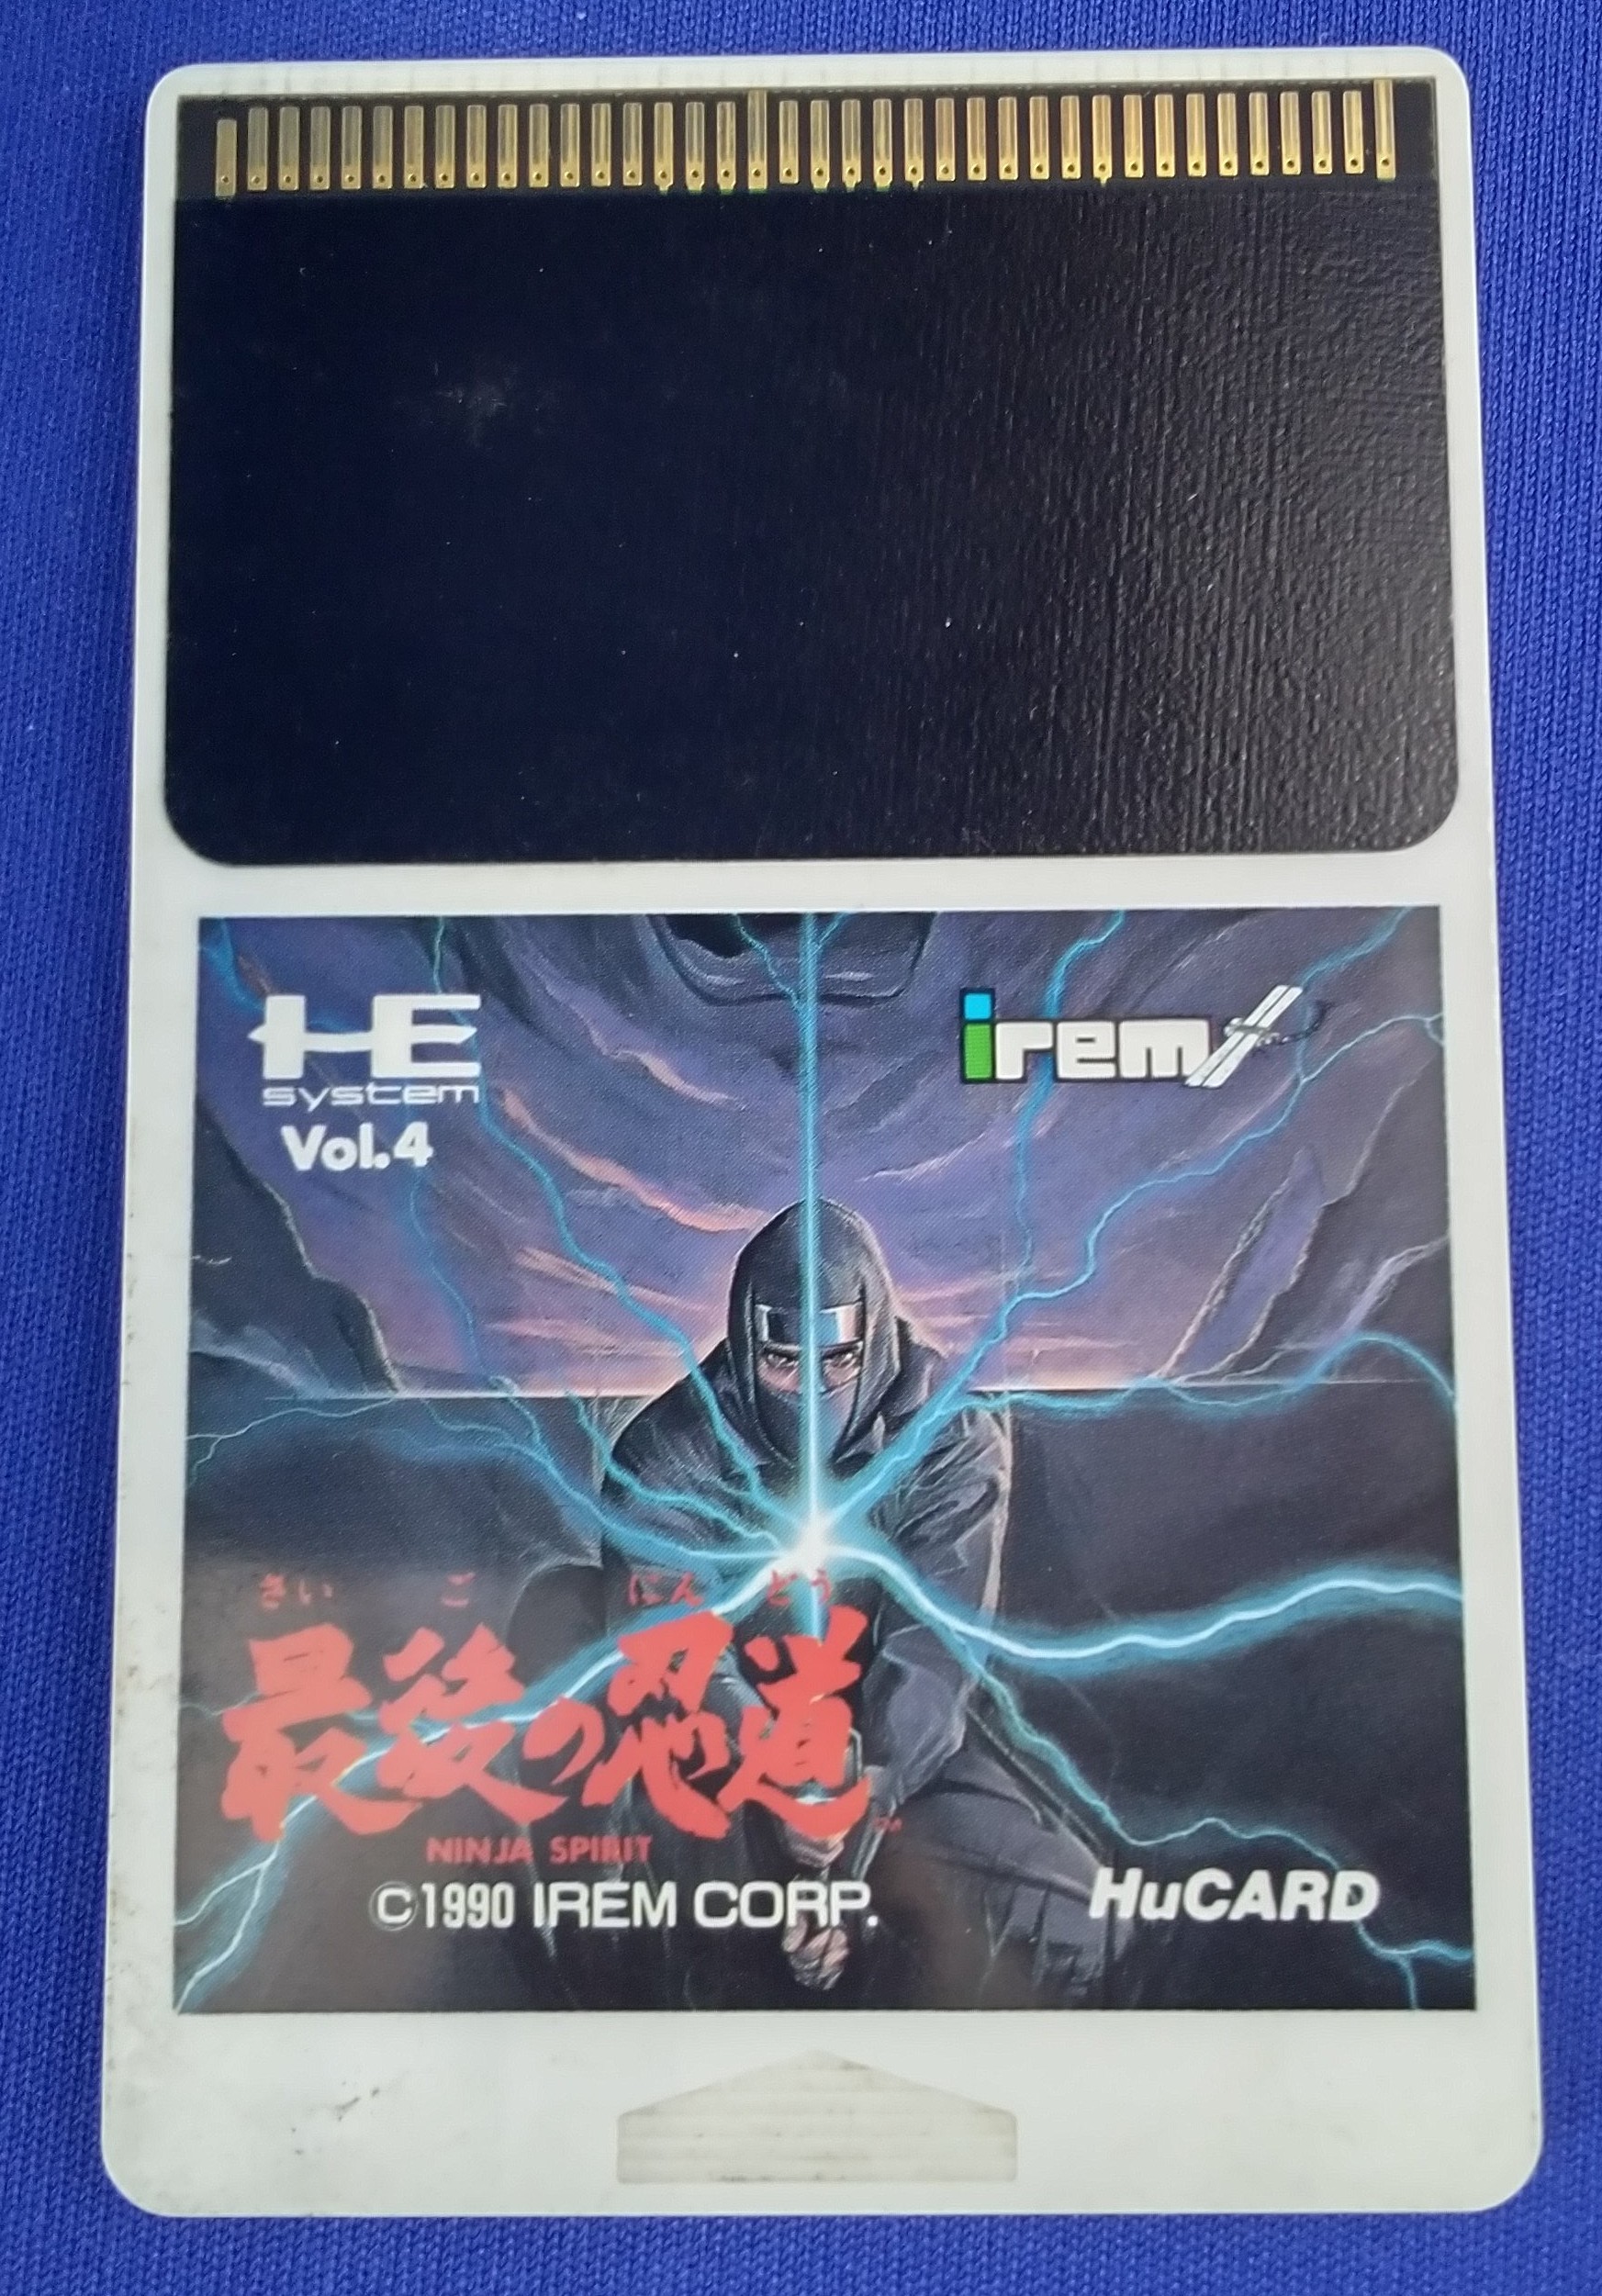 HE
system
Vol.4
irem
さいごにんどう
最後の忍道
TM
NINJA SPIRIT
©1990 IREM CORP.
HuCARD